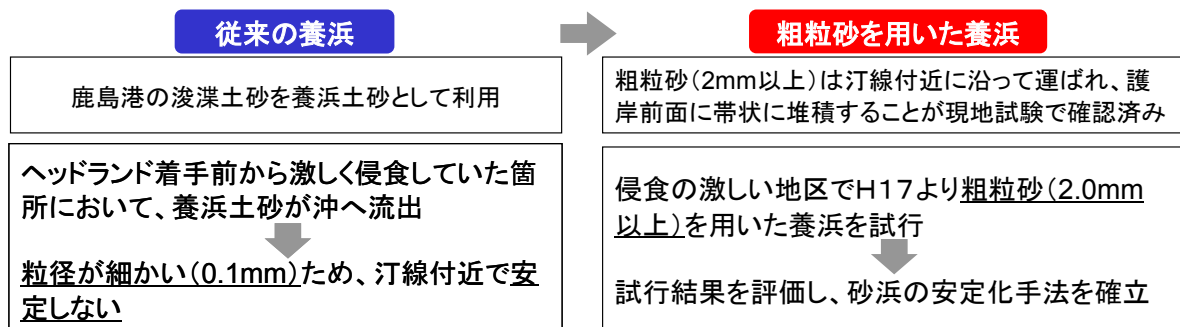 従来の養浜
粗粒砂を用いた養浜
鹿島港の浚渫土砂を養浜土砂として利用
粗粒砂(2mm以上)は汀線付近に沿って運ばれ、護
岸前面に帯状に堆積することが現地試験で確認済み
ヘッドランド着手前から激しく侵食していた箇
所において、養浜土砂が沖へ流出
粒径が細かい(0.1mm)ため、汀線付近で安
定しない
侵食の激しい地区でH17より粗粒砂(2.0mm
以上)を用いた養浜を試行
試行結果を評価し、砂浜の安定化手法を確立